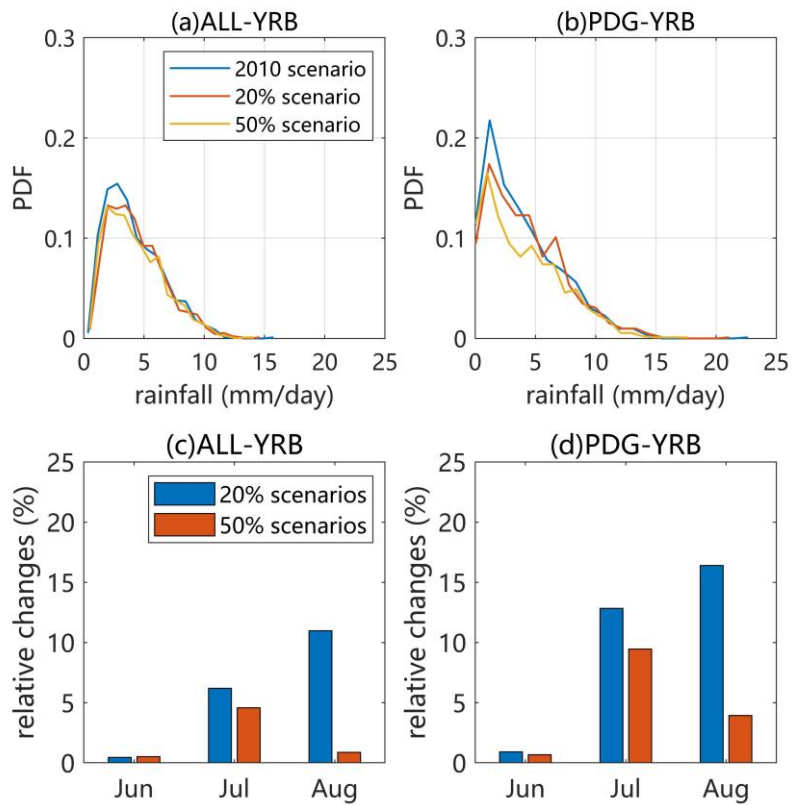 (a)ALL-YRB
0.3
0.2
0.1
0
PDF
2010 scenario
20% scenario
50% scenario
0 5 10 15 20 25
rainfall (mm/day)
(b)PDG-YRB
0.3
0.2
0.1
0
PDF
0 5 10 15 20 25
rainfall (mm/day)
(c)ALL-YRB
25
20
15
10
5
0
relative changes (%)
20% scenarios
50% scenarios
Jun Jul Aug
(d)PDG-YRB
25
20
15
10
5
0
relative changes (%)
Jun Jul Aug